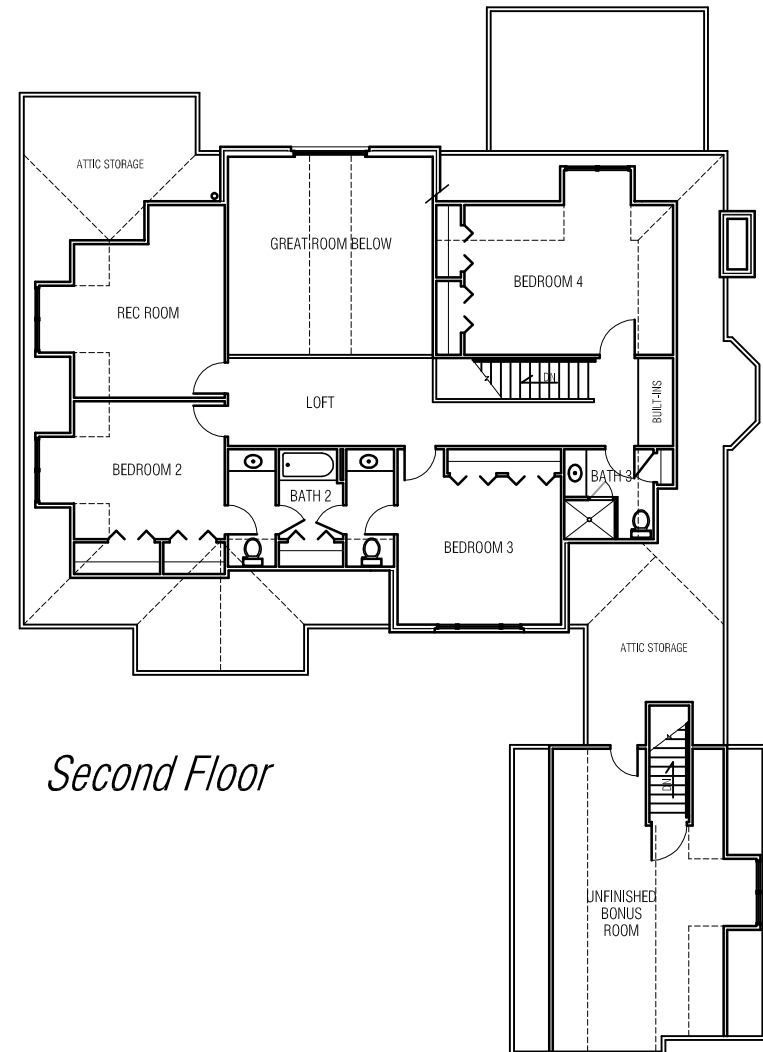 ATTIC STORAGE
GREAT ROOM BELOW
BEDROOM 4
REC ROOM
DN
LOFT
BUILT-INS
BEDROOM 2
BATH 2
BATH 3
BEDROOM 3
ATTIC STORAGE
Second Floor
DN
UNFINISHED
BONUS
ROOM